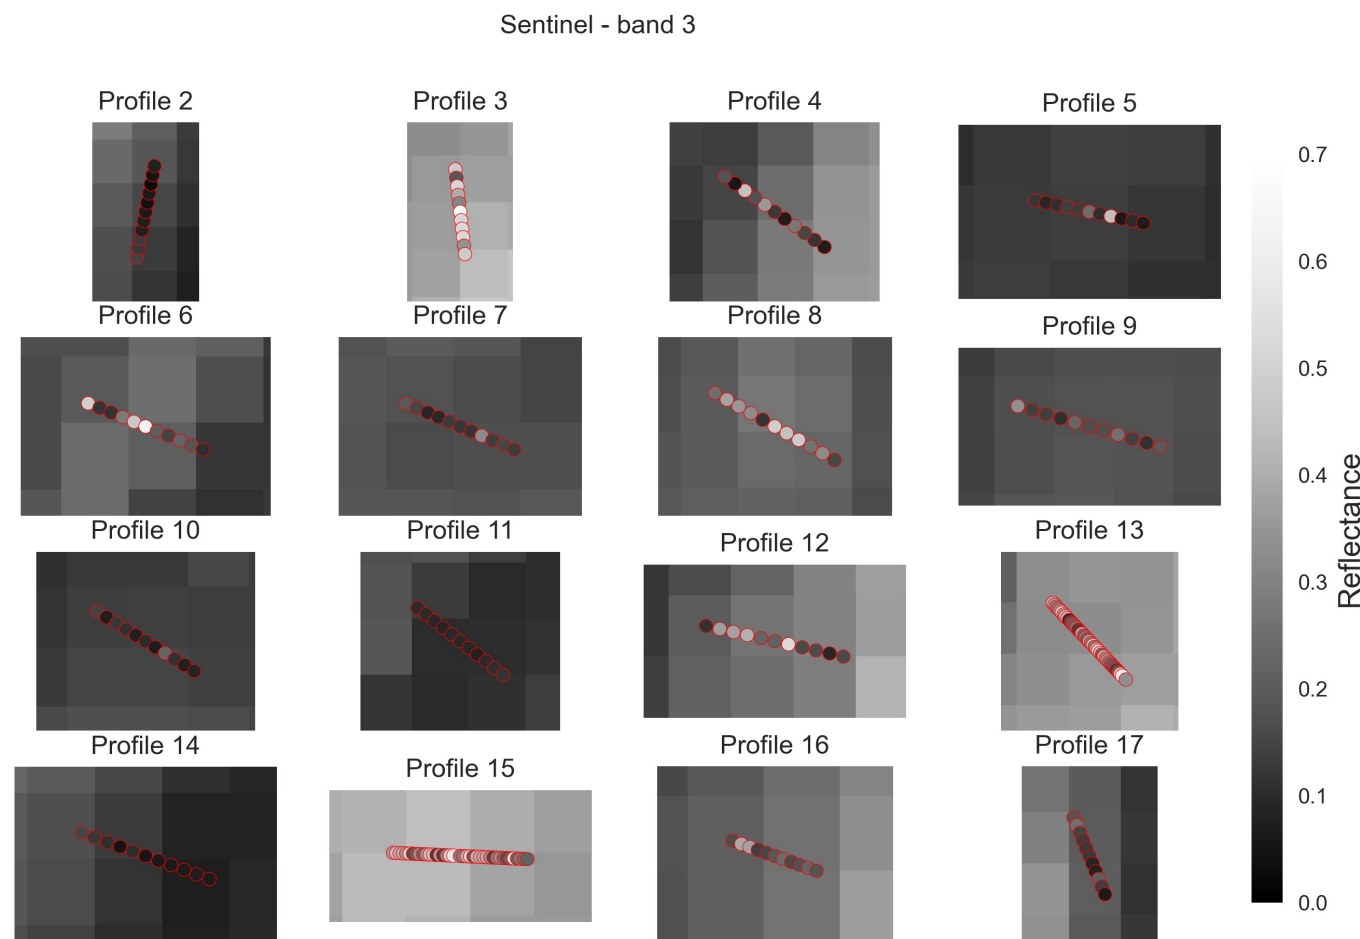 Sentinel - band 3
Profile 2
Profile 3
Profile 4
Profile 5
Profile 6
Profile 7
Profile 8
Profile 9
Profile 10
Profile 11
Profile 12
Profile 13
Profile 14
Profile 15
Profile 16
Profile 17
0.7
0.6
0.5
0.4
0.3
0.2
0.1
0.0
Reflectance